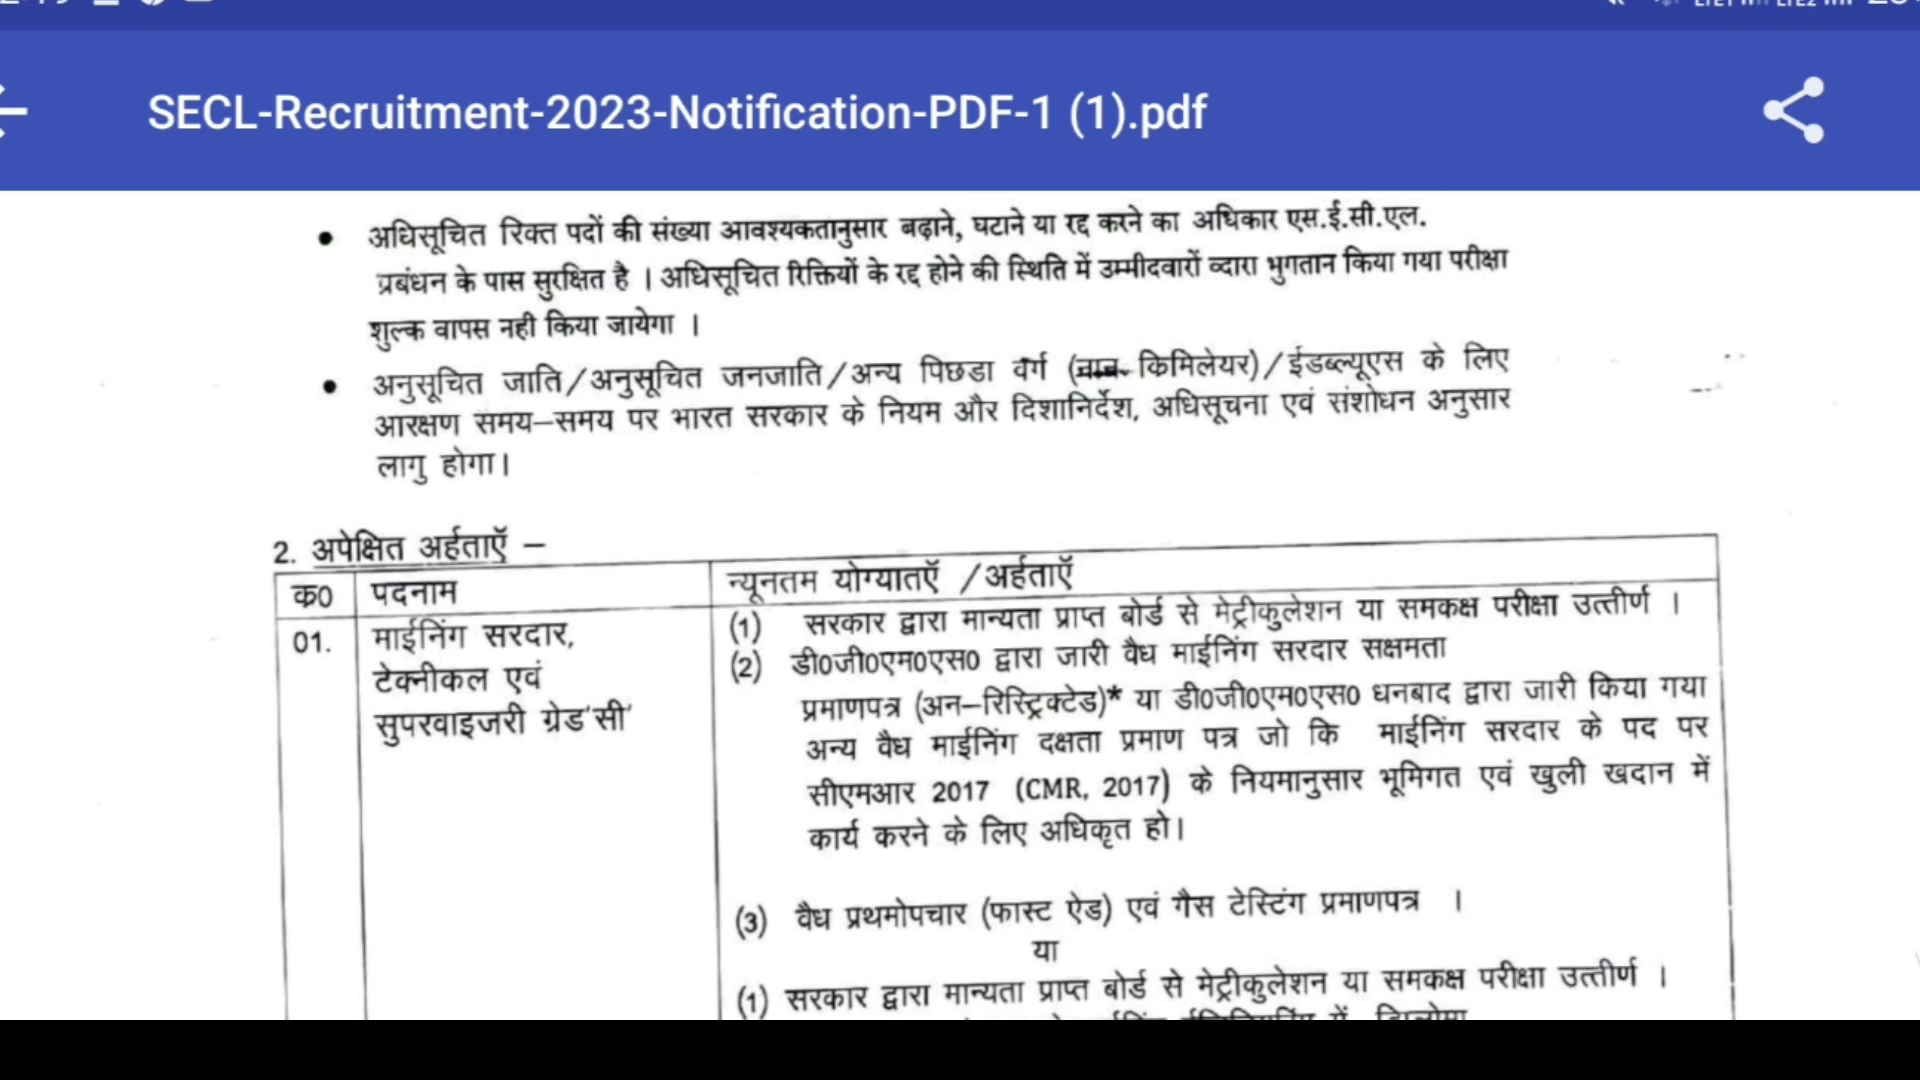 SECL-Recruitment-2023-Notification-PDF-1 (1).pdf
• अधिसूचित रिक्त पदों की संख्या आवश्यकतानुसार बढ़ाने, घटाने या रद्द करने का अधिकार एस.ई.सी.एल.
प्रबंधन के पास सुरक्षित है । अधिसूचित रिक्तियों के रद्द होने की स्थिति में उम्मीदवारों व्दारा भुगतान किया गया परीक्षा
शुल्क वापस नही किया जायेगा ।
• अनुसूचित जाति/अनुसूचित जनजाति/अन्य पिछडा वर्ग (नान- किमिलेयर)/ईडब्ल्यूएस के लिए
आरक्षण समय–समय पर भारत सरकार के नियम और दिशानिर्देश, अधिसूचना एवं संशोधन अनुसार
लागु होगा।
2. अपेक्षित अर्हताऍ –
क0 पदनाम न्यूनतम योग्यातऍ /अर्हताऍ
01. माईनिंग सरदार,
टेक्नीकल एवं
सुपरवाइजरी ग्रेड'सी'
(1) सरकार द्वारा मान्यता प्राप्त बोर्ड से मेट्रीकुलेशन या समकक्ष परीक्षा उत्तीर्ण ।
(2) डी0जी0एम0एस0 द्वारा जारी वैध माईनिंग सरदार सक्षमता
प्रमाणपत्र (अन–रिस्ट्रिक्टेड)* या डी0जी0एम0एस0 धनबाद द्वारा जारी किया गया
अन्य वैध माईनिंग दक्षता प्रमाण पत्र जो कि माईनिंग सरदार के पद पर
सीएमआर 2017 (CMR, 2017) के नियमानुसार भूमिगत एवं खुली खदान में
कार्य करने के लिए अधिकृत हो।
(3) वैध प्रथमोपचार (फास्ट ऐड) एवं गैस टेस्टिंग प्रमाणपत्र ।
या
(1) सरकार द्वारा मान्यता प्राप्त बोर्ड से मेट्रीकुलेशन या समकक्ष परीक्षा उत्तीर्ण ।